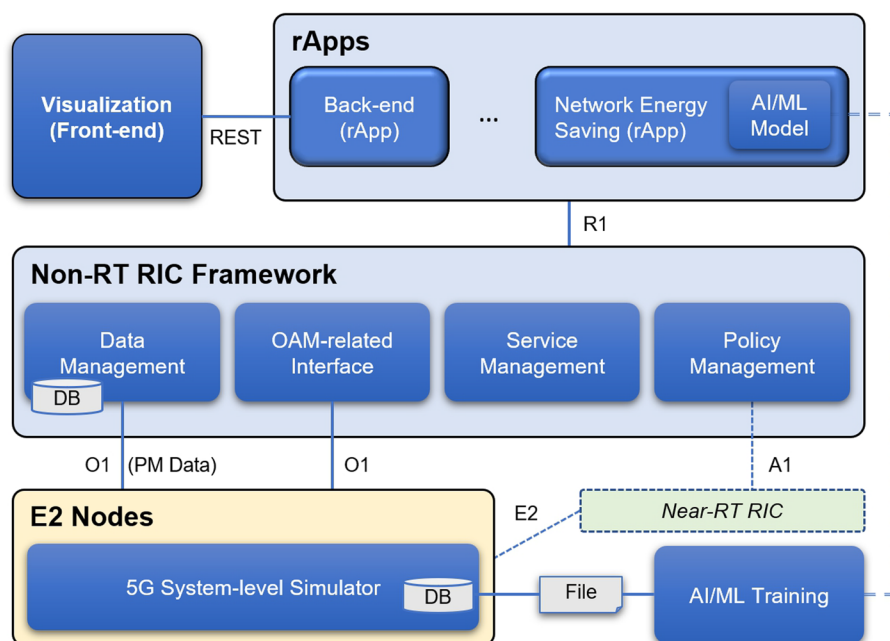 rApps
Visualization
(Front-end)
REST
Back-end
(rApp)
...
Network Energy
Saving (rApp)
AI/ML
Model
R1
Non-RT RIC Framework
Data
Management
DB
OAM-related
Interface
Service
Management
Policy
Management
O1 (PM Data)
O1
A1
E2 Nodes
E2
Near-RT RIC
5G System-level Simulator
DB
File
AI/ML Training